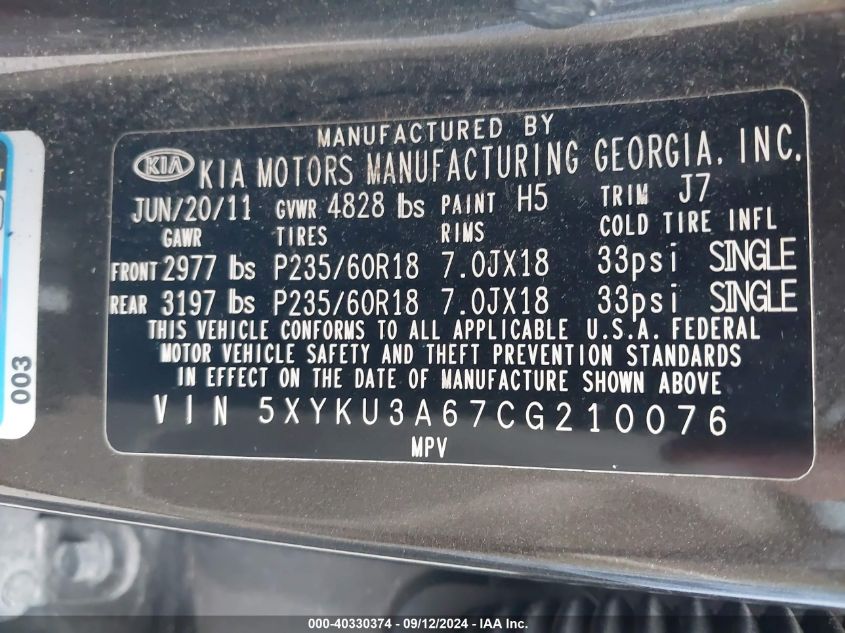 MANUFACTURED BY
KIA KIA MOTORS MANUFACTURING GEORGIA, INC.
JUN/20/11 GVWR 4828 lbs PAINT H5 TRIM J7
GAWR TIRES RIMS COLD TIRE INFL
FRONT 2977 lbs P235/60R18 7.0JX18 33psi SINGLE
REAR 3197 lbs P235/60R18 7.0JX18 33psi SINGLE
THIS VEHICLE CONFORMS TO ALL APPLICABLE U.S.A. FEDERAL
MOTOR VEHICLE SAFETY AND THEFT PREVENTION STANDARDS
IN EFFECT ON THE DATE OF MANUFACTURE SHOWN ABOVE
VIN 5XYKU3A67CG210076
MPV
003
000-40330374 - 09/12/2024 - IAA Inc.